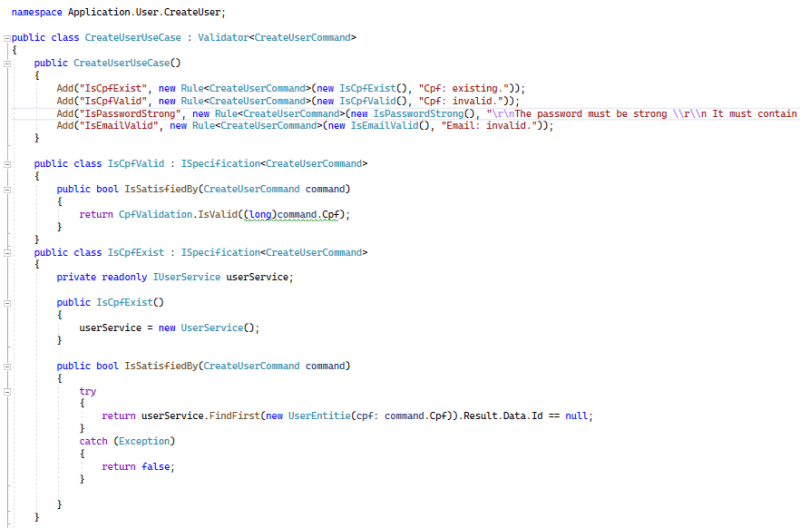 namespace Application.User.CreateUser;
public class CreateUserUseCase : Validator<CreateUserCommand>
{
public CreateUserUseCase()
{
Add("IsCpfExist", new Rule<CreateUserCommand>(new IsCpfExist(), "Cpf: existing."));
Add("IsCpfValid", new Rule<CreateUserCommand>(new IsCpfValid(), "Cpf: invalid."));
Add("IsPasswordStrong", new Rule<CreateUserCommand>(new IsPasswordStrong(), "\r\nThe password must be strong \\r\\n It must contain
Add("IsEmailValid", new Rule<CreateUserCommand>(new IsEmailValid(), "Email: invalid."));
}
public class IsCpfValid : ISpecification<CreateUserCommand>
{
public bool IsSatisfiedBy(CreateUserCommand command)
{
return CpfValidation.IsValid((long)command.Cpf);
}
}
public class IsCpfExist : ISpecification<CreateUserCommand>
{
private readonly IUserService userService;
public IsCpfExist()
{
userService = new UserService();
}
public bool IsSatisfiedBy(CreateUserCommand command)
{
try
{
return userService.FindFirst(new UserEntitie(cpf: command.Cpf)).Result.Data.Id == null;
}
catch (Exception)
{
return false;
}
}
}